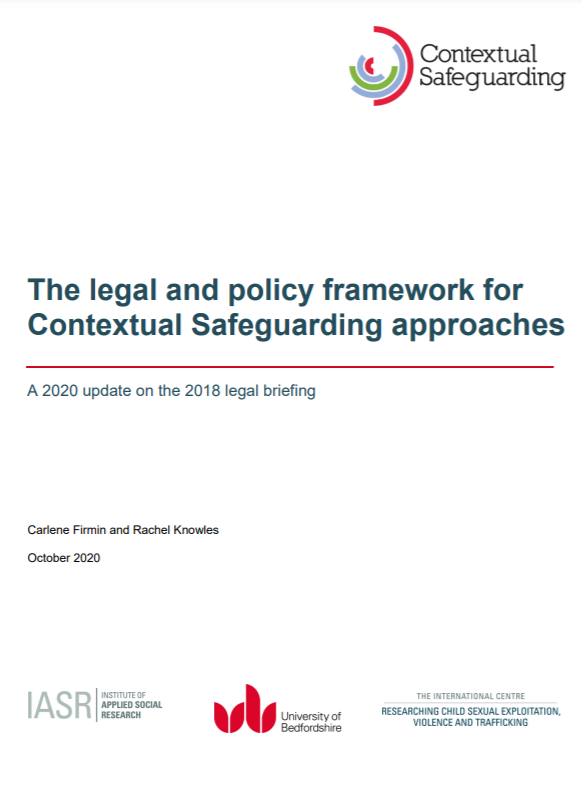 Contextual
Safeguarding
The legal and policy framework for
Contextual Safeguarding approaches
A 2020 update on the 2018 legal briefing
Carlene Firmin and Rachel Knowles
October 2020
IASR
INSTITUTE OF
APPLIED SOCIAL
RESEARCH
University of
Bedfordshire
THE INTERNATIONAL CENTRE
RESEARCHING CHILD SEXUAL EXPLOITATION,
VIOLENCE AND TRAFFICKING